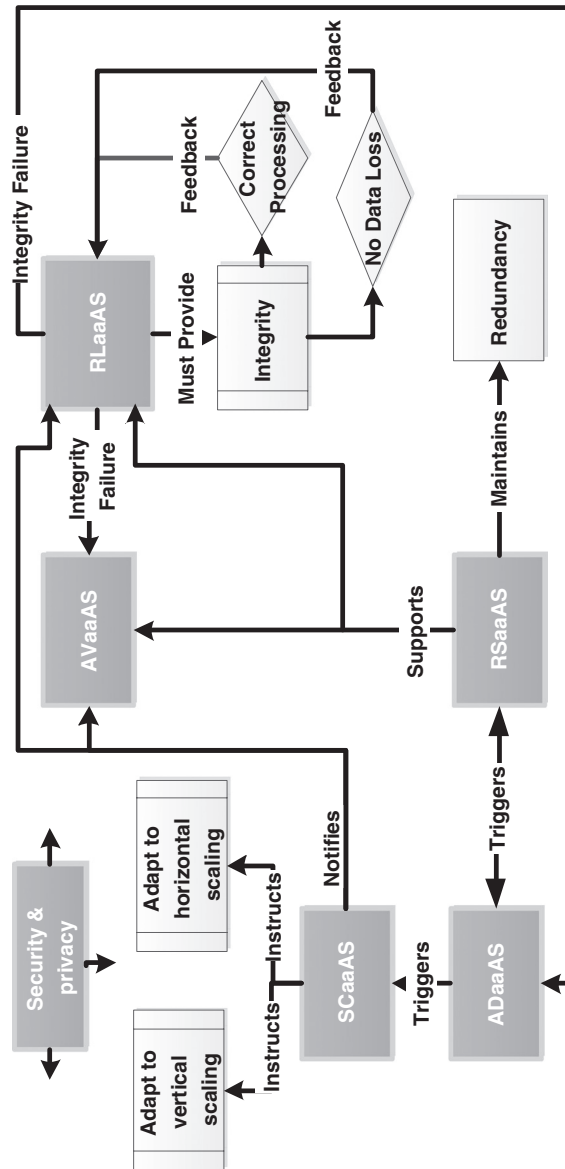 Security &
privacy
Adapt to
vertical
scaling
Adapt to
horizontal
scaling
Instructs
Instructs
SCaaAS
Notifies
Triggers
ADaaAS
Triggers
AVaaAS
Integrity
Failure
RLaaAS
Integrity Failure
Must Provide
Integrity
Correct
Processing
Feedback
No Data Loss
Feedback
Supports
RSaaAS
Maintains
Redundancy